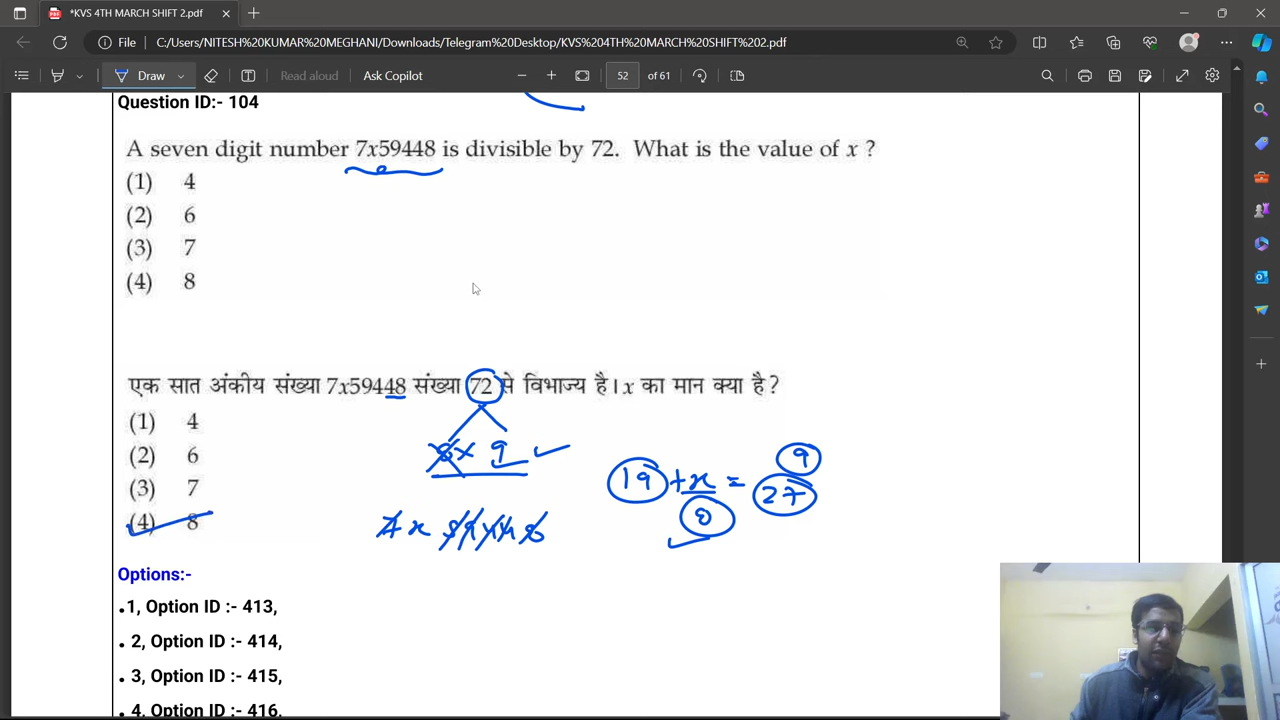 *KVS 4TH MARCH SHIFT 2.pdf
File C:/Users/NITESH%20KUMAR%20MEGHANI/Downloads/Telegram%20Desktop/KVS%204TH%20MARCH%20SHIFT%202.pdf
Draw Read aloud Ask Copilot 52 of 61
Question ID:- 104
A seven digit number 7x59448 is divisible by 72. What is the value of x ?
(1) 4
(2) 6
(3) 7
(4) 8
एक सात अंकीय संख्या 7x59448 संख्या 72 से विभाज्य है। x का मान क्या है?
(1) 4
(2) 6
(3) 7
(4) 8
8 x 9
19 + x = 27
9
8
7x
Options:-
.1, Option ID :- 413,
. 2, Option ID :- 414,
. 3, Option ID :- 415,
. 4, Option ID :- 416,